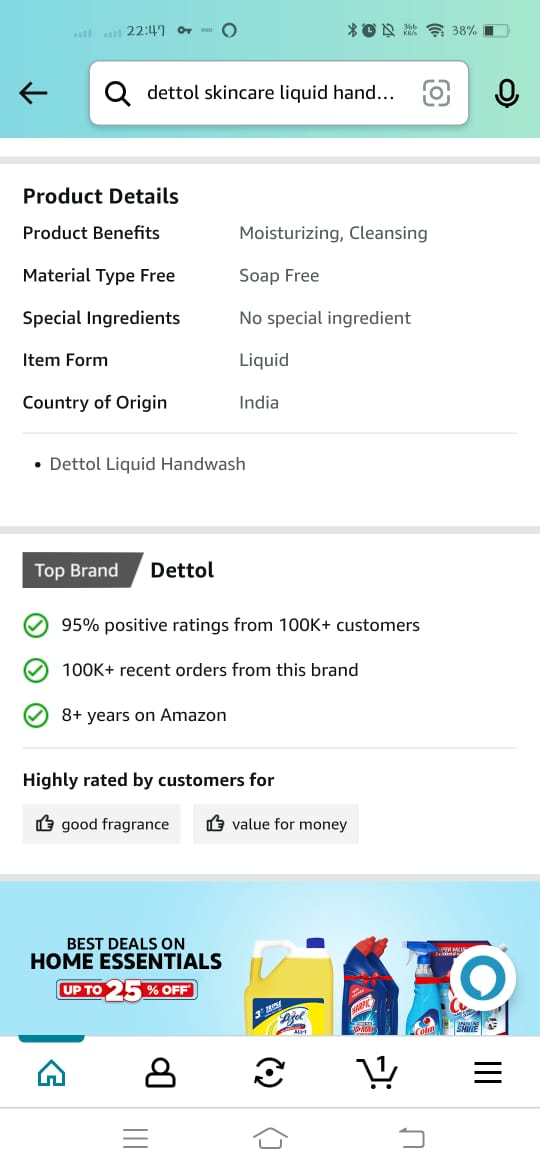 22:47
366 KB/s
38%
dettol skincare liquid hand...
Product Details
Product Benefits Moisturizing, Cleansing
Material Type Free Soap Free
Special Ingredients No special ingredient
Item Form Liquid
Country of Origin India
• Dettol Liquid Handwash
Top Brand Dettol
95% positive ratings from 100K+ customers
100K+ recent orders from this brand
8+ years on Amazon
Highly rated by customers for
good fragrance value for money
BEST DEALS ON
HOME ESSENTIALS
UP TO 25% OFF*
Lizol
HARPIC
Colin
SHINE
1